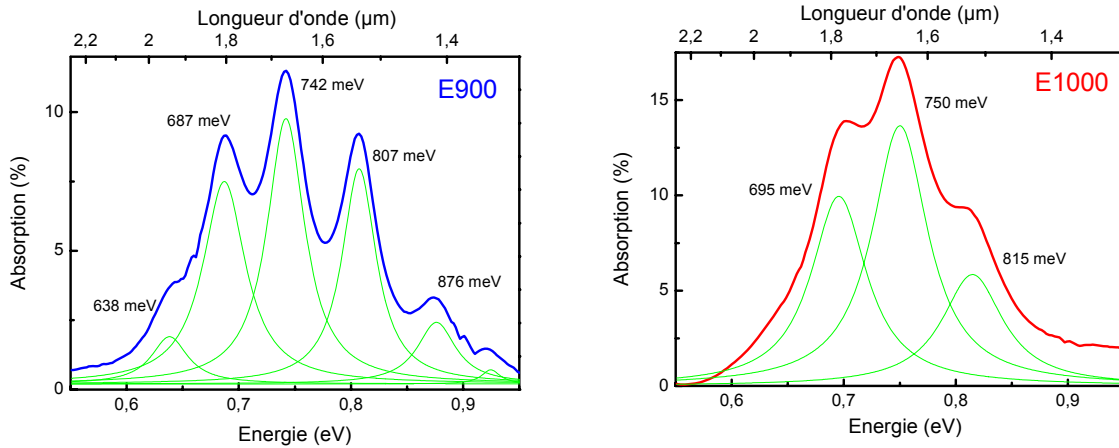 Longueur d'onde (µm)
2,2 2 1,8 1,6 1,4
E900
742 meV
687 meV
807 meV
876 meV
638 meV
10
5
0
Absorption (%)
0,6 0,7 0,8 0,9
Energie (eV)
Longueur d'onde (µm)
2,2 2 1,8 1,6 1,4
E1000
750 meV
695 meV
815 meV
15
10
5
0
Absorption (%)
0,6 0,7 0,8 0,9
Energie (eV)